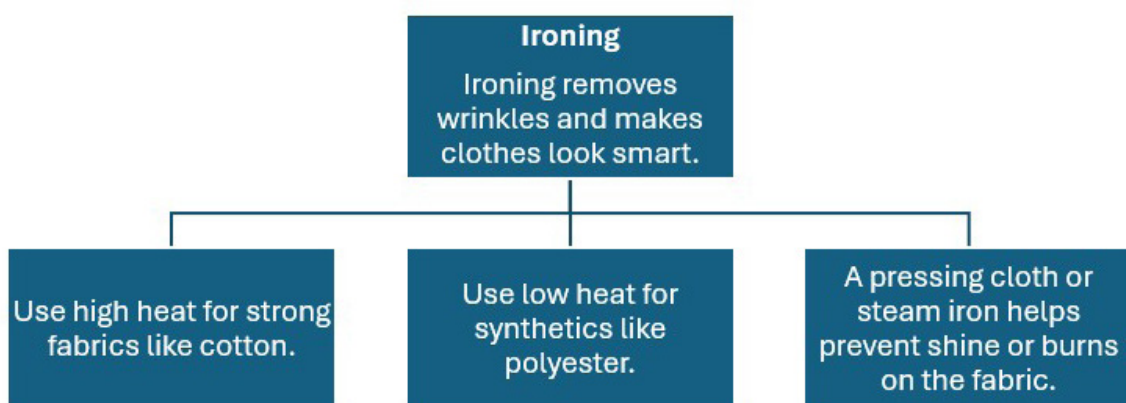 Ironing
Ironing removes
wrinkles and makes
clothes look smart.
Use high heat for strong
fabrics like cotton.
Use low heat for
synthetics like
polyester.
A pressing cloth or
steam iron helps
prevent shine or burns
on the fabric.